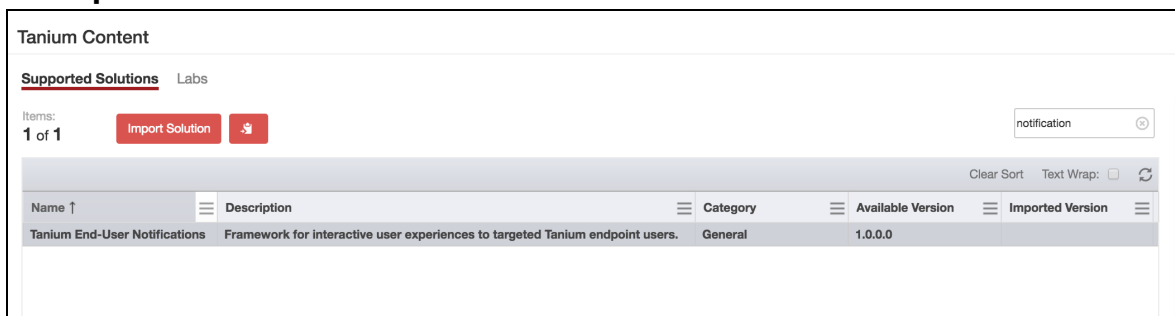 Tanium Content
Supported Solutions Labs
Items:
1 of 1 Import Solution notification
Clear Sort Text Wrap:
Name ↑ Description Category Available Version Imported Version
Tanium End-User Notifications Framework for interactive user experiences to targeted Tanium endpoint users. General 1.0.0.0